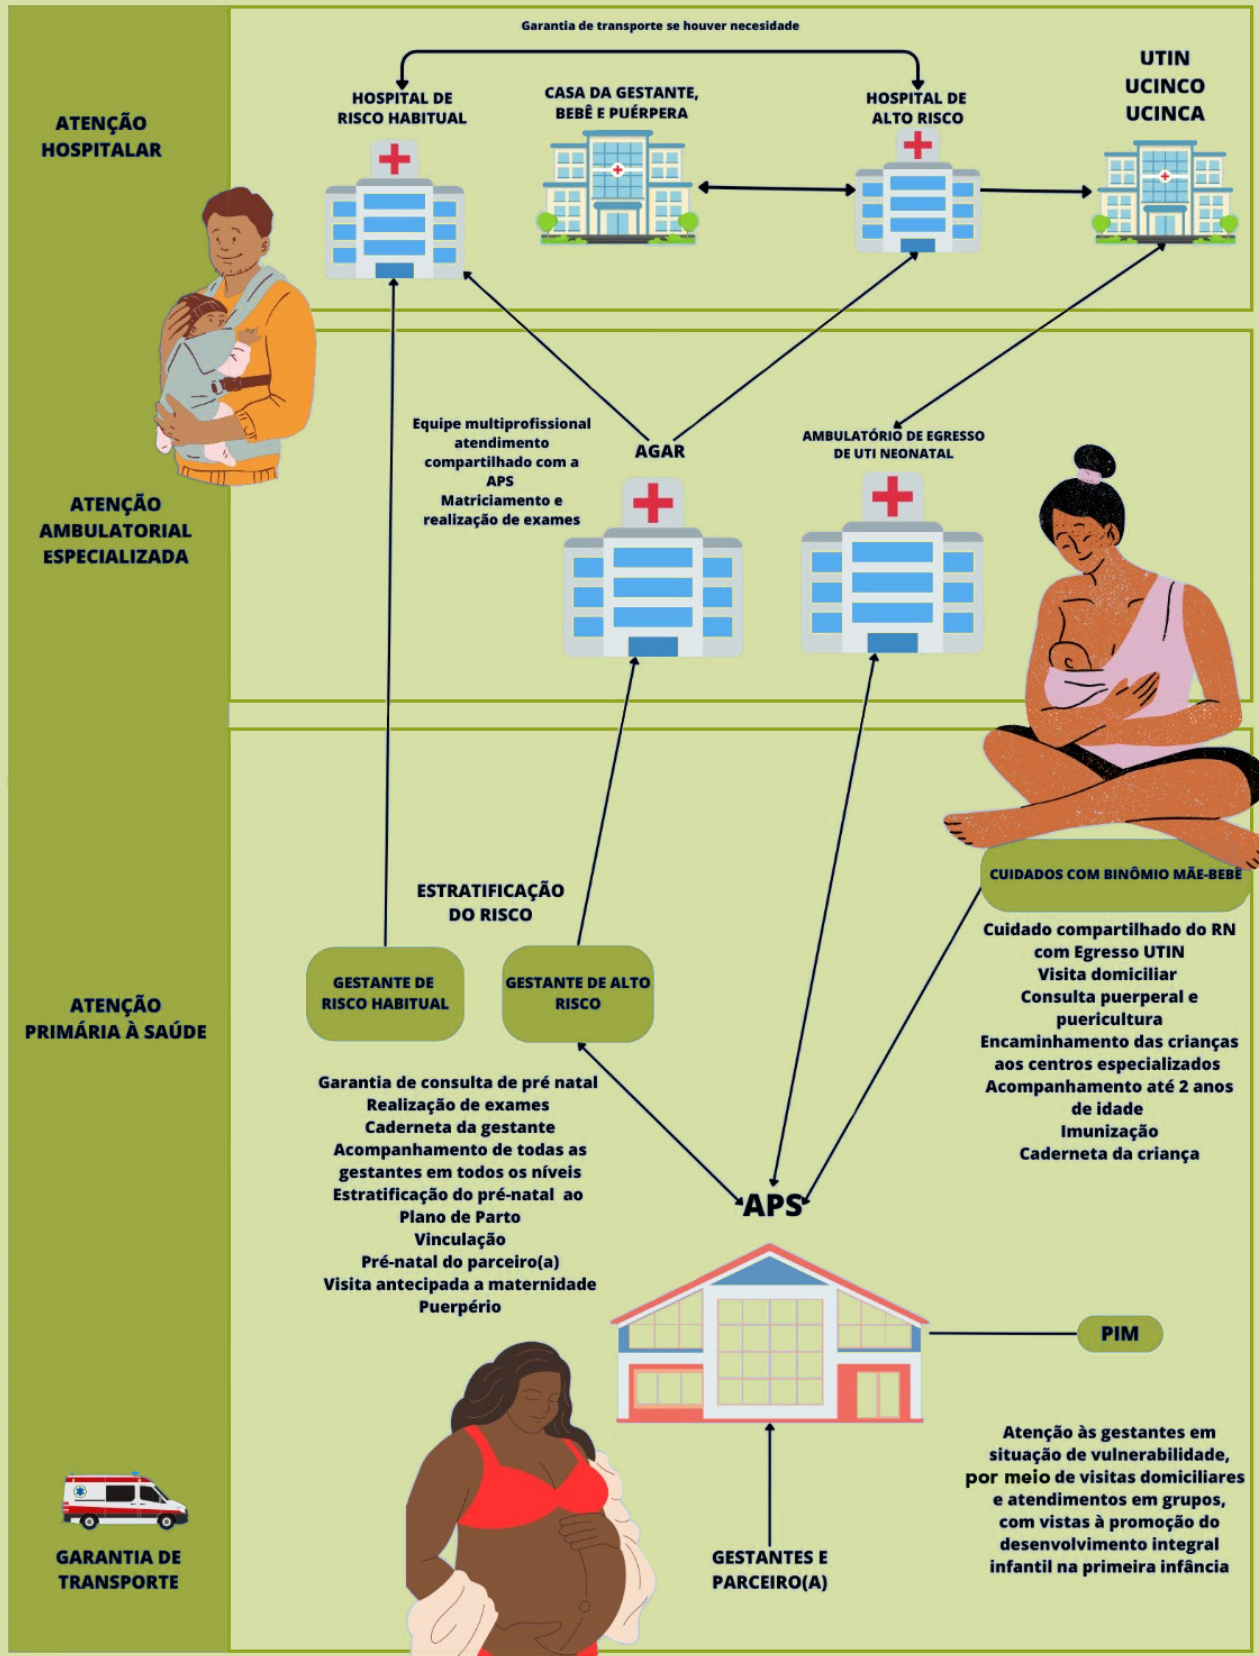 Garantia de transporte se houver necesidade
ATENÇÃO
HOSPITALAR
HOSPITAL DE
RISCO HABITUAL
CASA DA GESTANTE,
BEBÊ E PUÉRPERA
HOSPITAL DE
ALTO RISCO
UTIN
UCINCO
UCINCA
ATENÇÃO
AMBULATORIAL
ESPECIALIZADA
Equipe multiprofissional
atendimento
compartilhado com a
APS
Matriciamento e
realização de exames
AGAR
AMBULATÓRIO DE EGRESSO
DE UTI NEONATAL
ATENÇÃO
PRIMÁRIA À SAÚDE
ESTRATIFICAÇÃO
DO RISCO
GESTANTE DE
RISCO HABITUAL
GESTANTE DE ALTO
RISCO
Garantia de consulta de pré natal
Realização de exames
Caderneta da gestante
Acompanhamento de todas as
gestantes em todos os níveis
Estratificação do pré-natal ao
Plano de Parto
Vinculação
Pré-natal do parceiro(a)
Visita antecipada a maternidade
Puerpério
CUIDADOS COM BINÔMIO MÃE-BEBÊ
Cuidado compartilhado do RN
com Egresso UTIN
Visita domiciliar
Consulta puerperal e
puericultura
Encaminhamento das crianças
aos centros especializados
Acompanhamento até 2 anos
de idade
Imunização
Caderneta da criança
APS
PIM
Atenção às gestantes em
situação de vulnerabilidade,
por meio de visitas domiciliares
e atendimentos em grupos,
com vistas à promoção do
desenvolvimento integral
infantil na primeira infância
GESTANTES E
PARCEIRO(A)
GARANTIA DE
TRANSPORTE